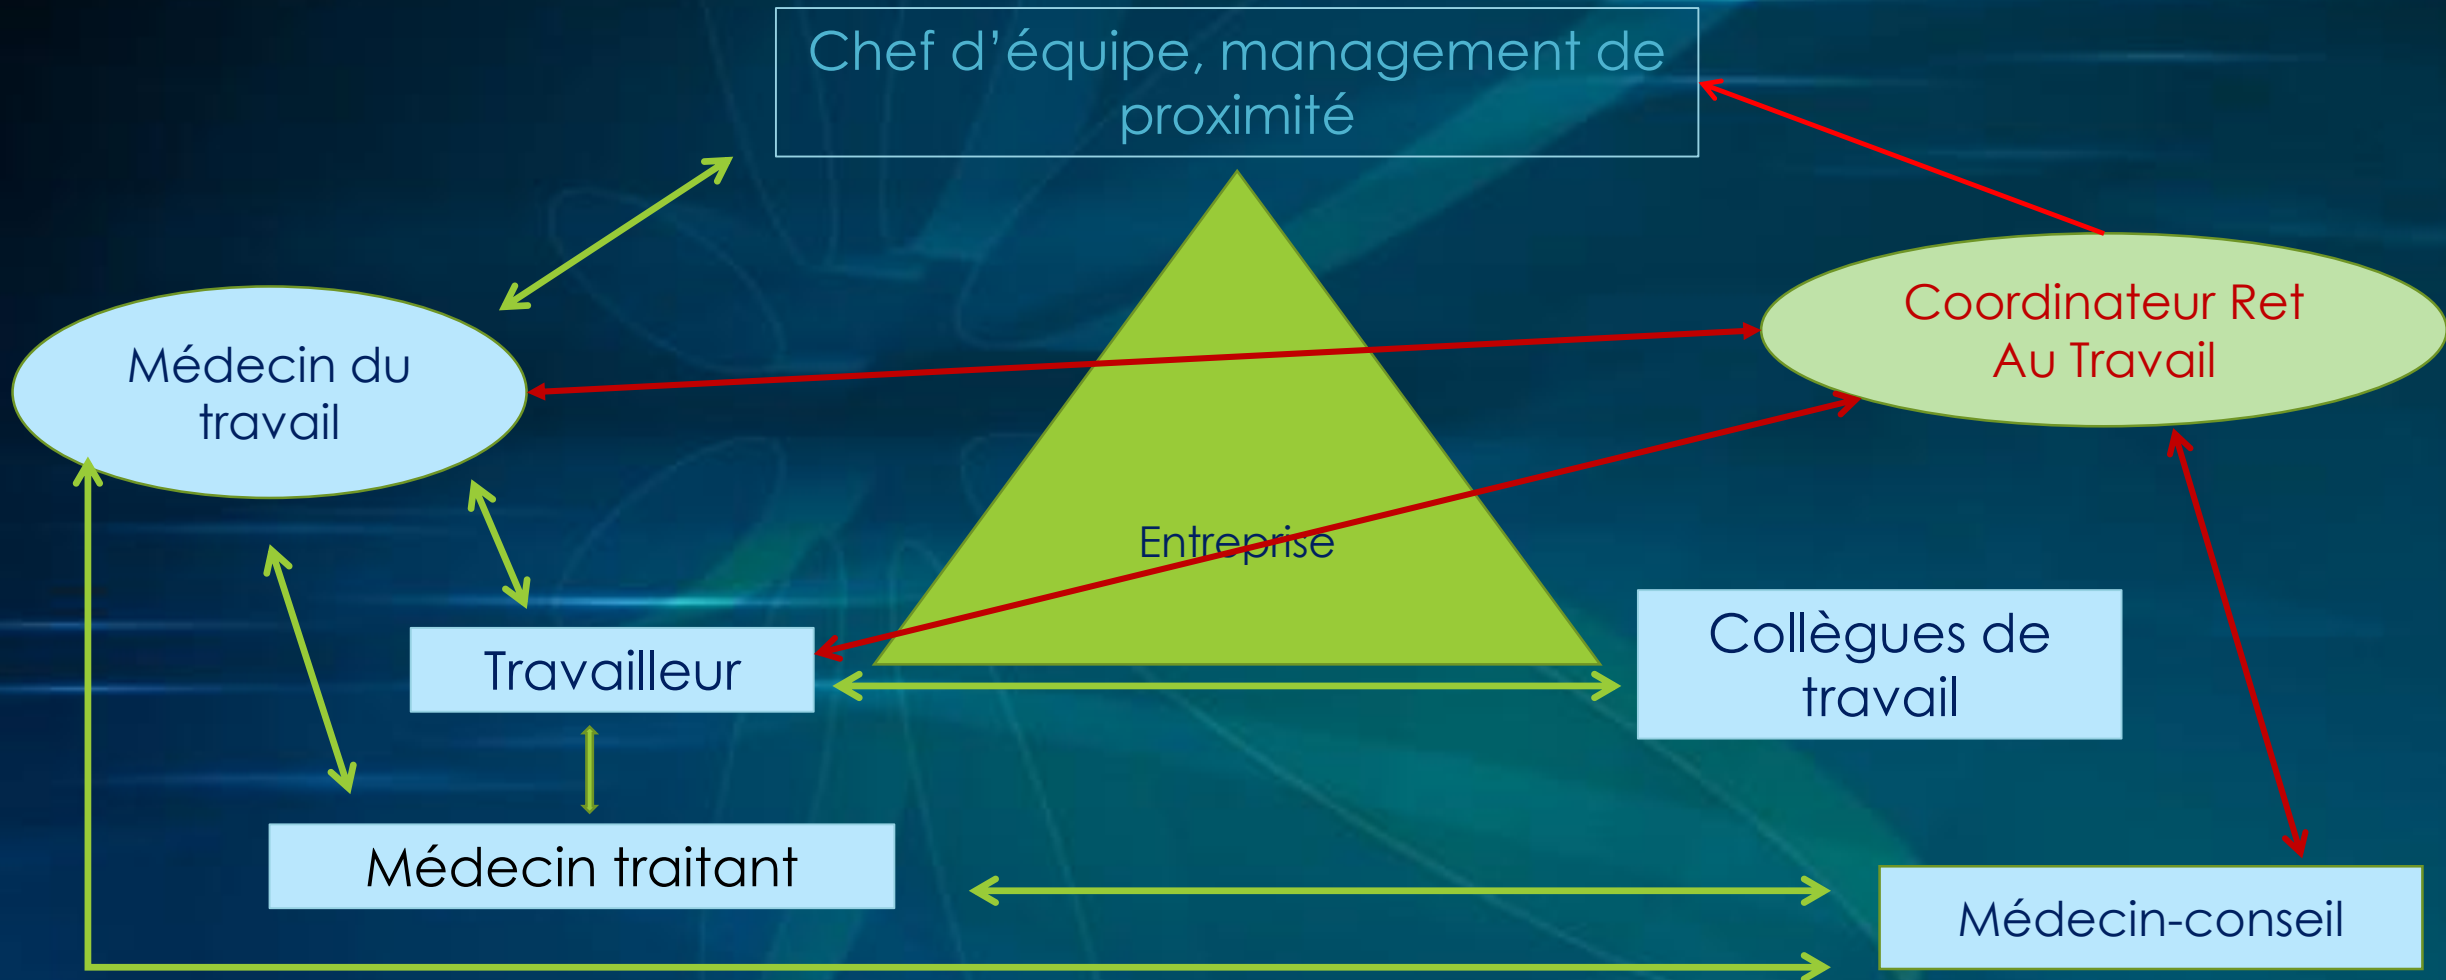 Chef d’équipe, management de
proximité
Coordinateur Ret
Au Travail
Médecin du
travail
Entreprise
Collègues de
travail
Travailleur
Médecin traitant
Médecin-conseil